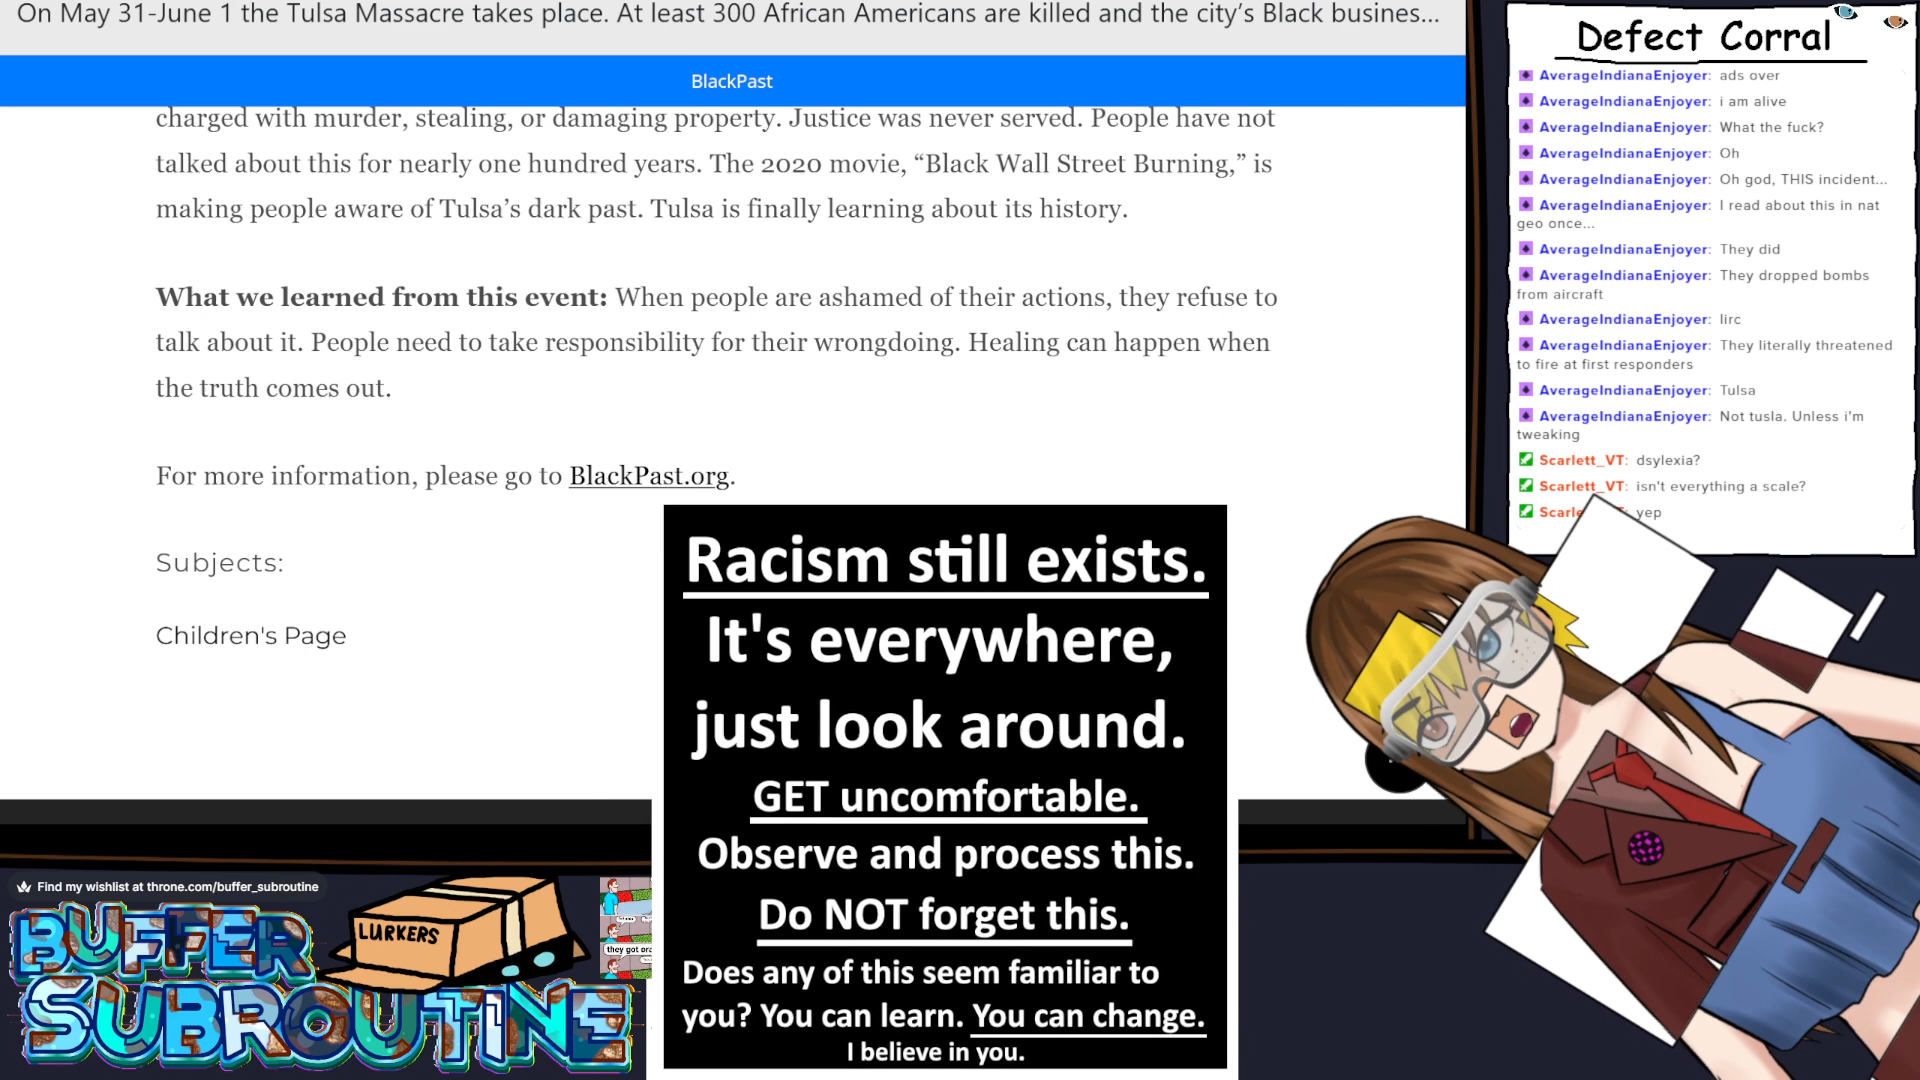 On May 31-June 1 the Tulsa Massacre takes place. At least 300 African Americans are killed and the city's Black busines...
BlackPast
charged with murder, stealing, or damaging property. Justice was never served. People have not
talked about this for nearly one hundred years. The 2020 movie, “Black Wall Street Burning,” is
making people aware of Tulsa’s dark past. Tulsa is finally learning about its history.
What we learned from this event: When people are ashamed of their actions, they refuse to
talk about it. People need to take responsibility for their wrongdoing. Healing can happen when
the truth comes out.
For more information, please go to BlackPast.org.
Subjects:
Children's Page
Racism still exists.
It's everywhere,
just look around.
GET uncomfortable.
Observe and process this.
Do NOT forget this.
Does any of this seem familiar to
you? You can learn. You can change.
I believe in you.
Defect Corral
AverageIndianaEnjoyer: ads over
AverageIndianaEnjoyer: i am alive
AverageIndianaEnjoyer: What the fuck?
AverageIndianaEnjoyer: Oh
AverageIndianaEnjoyer: Oh god, THIS incident...
AverageIndianaEnjoyer: I read about this in nat
geo once...
AverageIndianaEnjoyer: They did
AverageIndianaEnjoyer: They dropped bombs
from aircraft
AverageIndianaEnjoyer: Iirc
AverageIndianaEnjoyer: They literally threatened
to fire at first responders
AverageIndianaEnjoyer: Tulsa
AverageIndianaEnjoyer: Not tusla. Unless i'm
tweaking
Scarlett_VT: dsylexia?
Scarlett_VT: isn't everything a scale?
yep
Find my wishlist at throne.com/buffer_subroutine
BUFFER
SUBROUTINE
LURKERS
they got